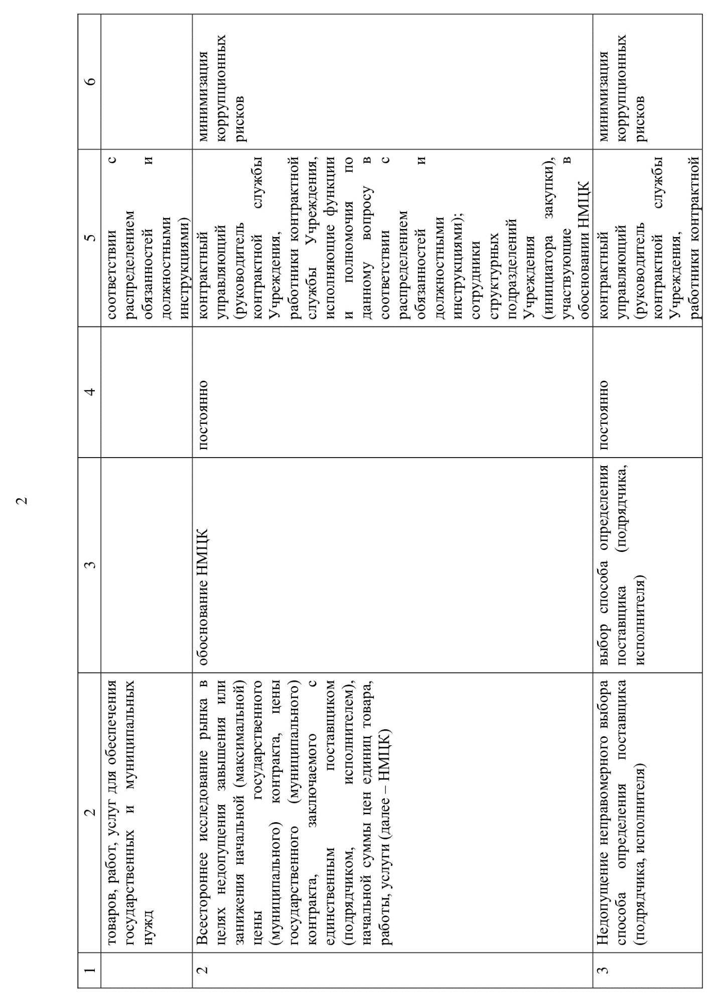 2
1
2
3
4
5
6
товаров, работ, услуг для обеспечения
государственных и муниципальных
нужд
соответствии с
распределением
обязанностей и
должностными
инструкциями)
2
Всестороннее исследование рынка в
целях недопущения завышения или
занижения начальной (максимальной)
цены государственного
(муниципального) контракта, цены
государственного (муниципального)
контракта, заключаемого с
единственным поставщиком
(подрядчиком, исполнителем),
начальной суммы цен единиц товара,
работы, услуги (далее – НМЦК)
обоснование НМЦК
постоянно
контрактный
управляющий
(руководитель
контрактной службы
Учреждения,
работники контрактной
службы Учреждения,
исполняющие функции
и полномочия по
данному вопросу в
соответствии с
распределением
обязанностей и
должностными
инструкциями);
сотрудники
структурных
подразделений
Учреждения
(инициатора закупки),
участвующие в
обосновании НМЦК
минимизация
коррупционных
рисков
3
Недопущение неправомерного выбора
способа определения поставщика
(подрядчика, исполнителя)
выбор способа определения
поставщика (подрядчика,
исполнителя)
постоянно
контрактный
управляющий
(руководитель
контрактной службы
Учреждения,
работники контрактной
минимизация
коррупционных
рисков